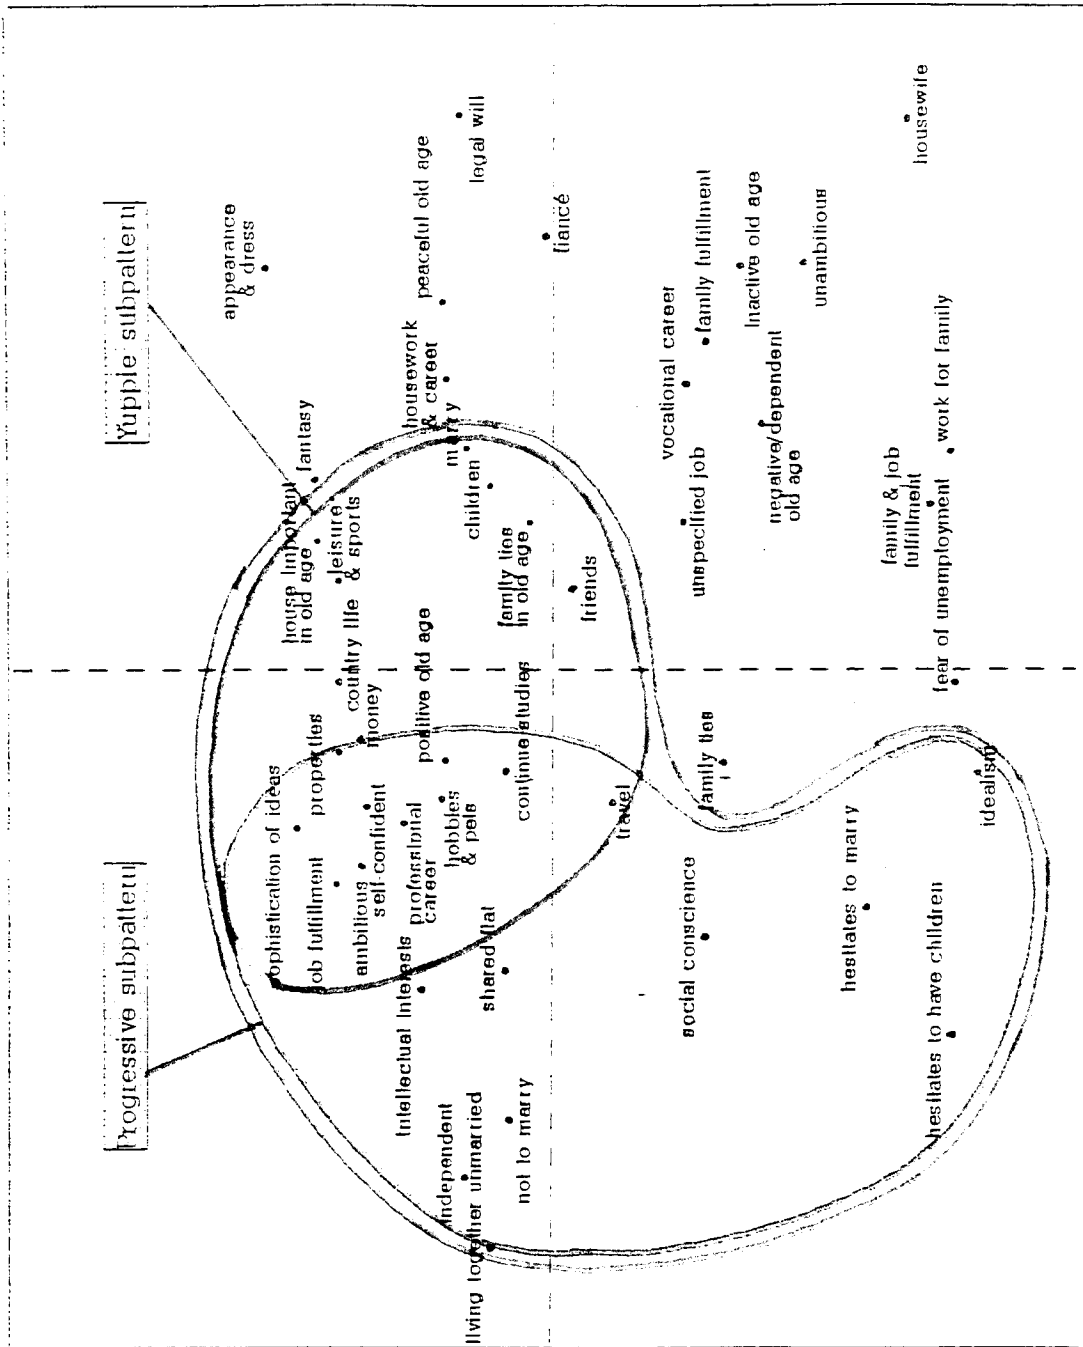 Progressive subpattern
Yuppie subpattern
appearance
& dress
sophistication of ideas
house important
in old age
fantasy
job fulfillment
properties
leisure
& sports
country life
ambitious
self-confident
money
intellectual interests
professional
career
positive old age
housework
& career
peaceful old age
independent
hobbies
& pets
marry
living together unmarried
shared flat
children
legal will
not to marry
continue studies
family ties
in old age
fiancé
friends
travel
social conscience
family ties
unspecified job
vocational career
family fulfillment
negative/dependent
old age
inactive old age
unambitious
hesitates to marry
family & job
fulfillment
housewife
hesitates to have children
fear of unemployment
work for family
idealism